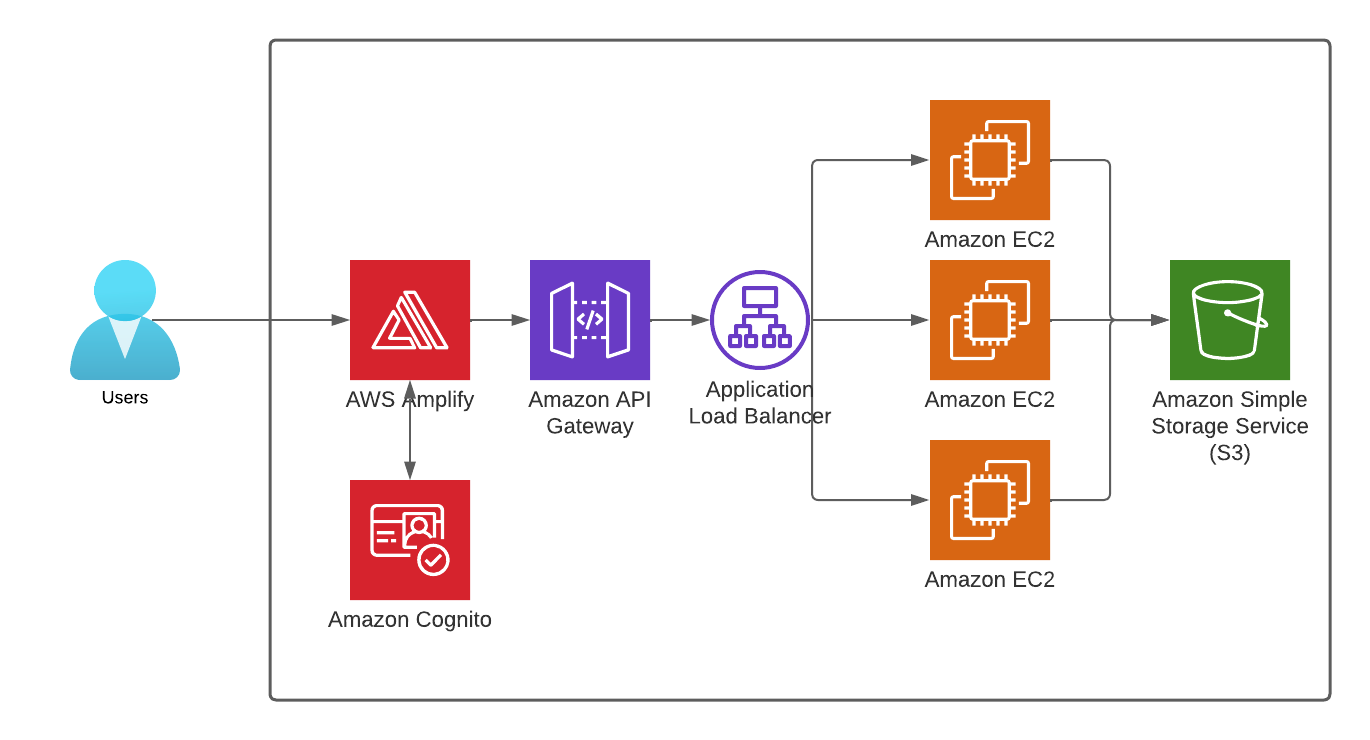 Users
AWS Amplify
Amazon API
Gateway
</>
Application
Load Balancer
Amazon EC2
Amazon EC2
Amazon EC2
Amazon Simple
Storage Service
(S3)
Amazon Cognito